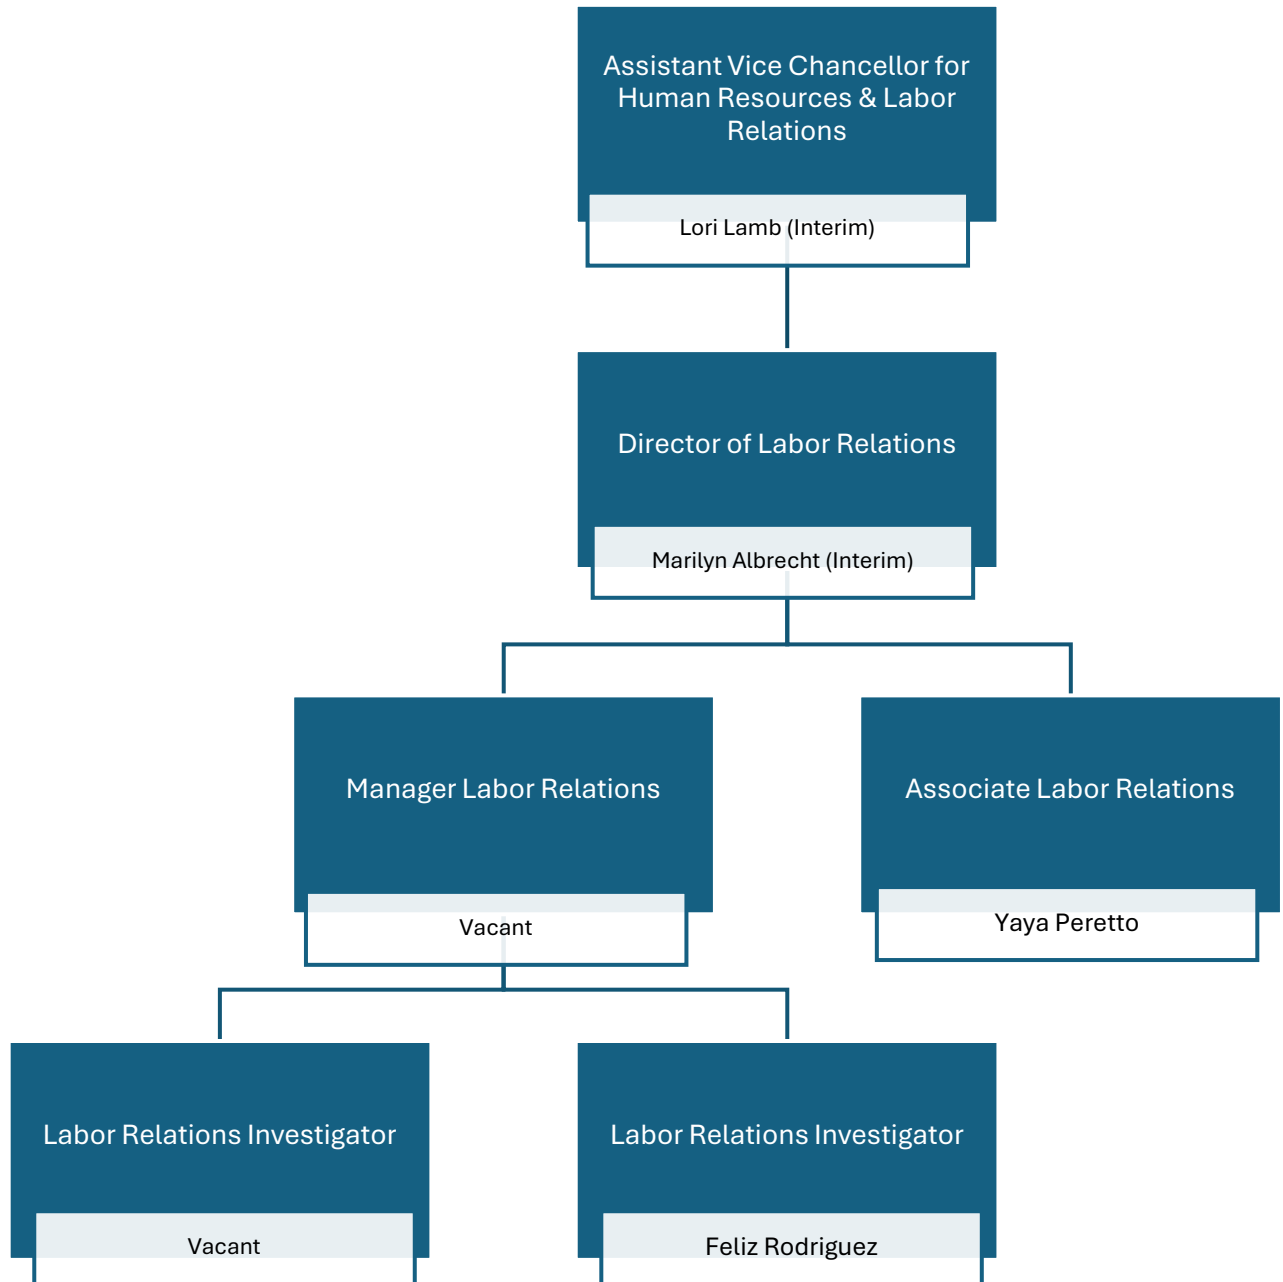 Assistant Vice Chancellor for
Human Resources & Labor
Relations
Lori Lamb (Interim)
Director of Labor Relations
Marilyn Albrecht (Interim)
Manager Labor Relations
Vacant
Associate Labor Relations
Yaya Peretto
Labor Relations Investigator
Vacant
Labor Relations Investigator
Feliz Rodriguez